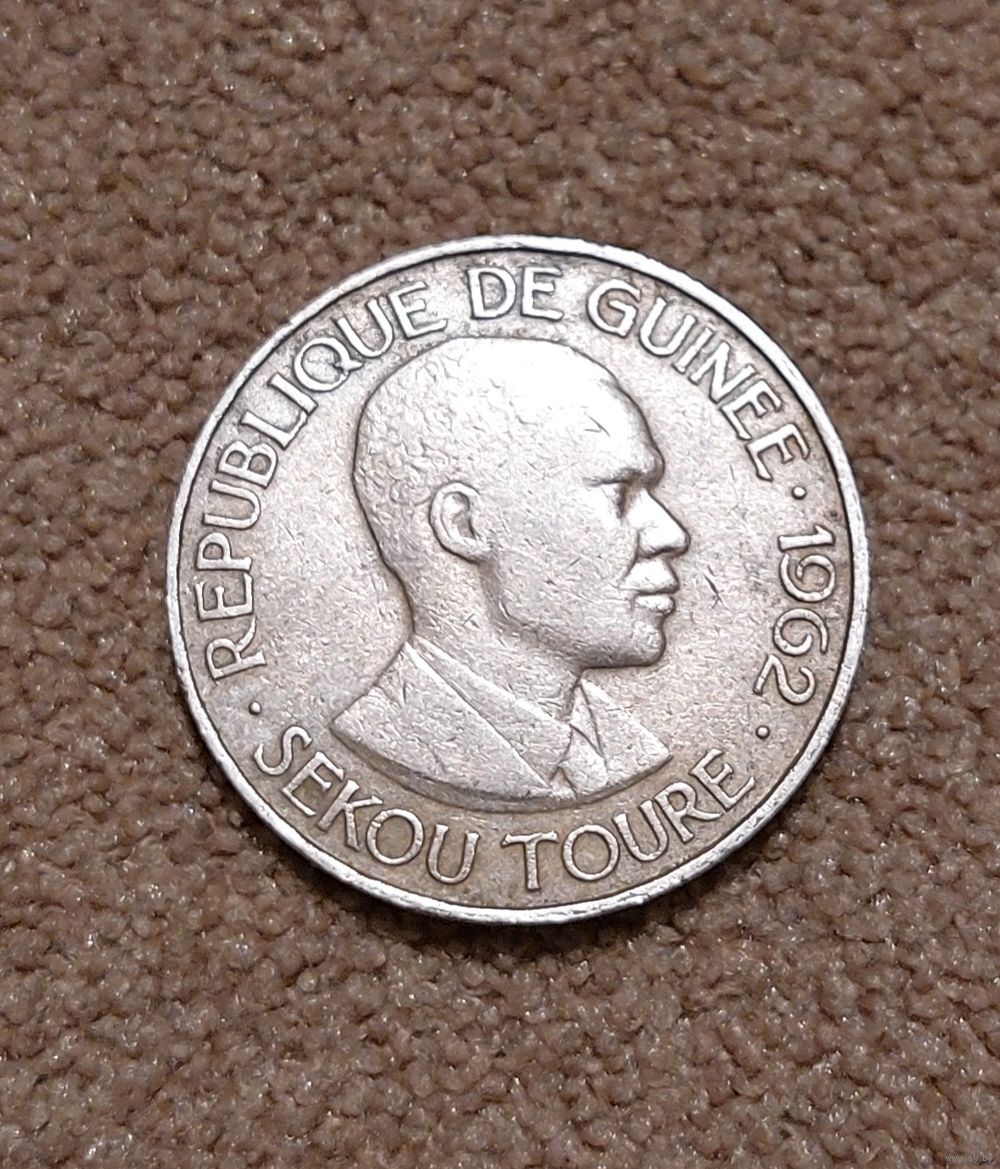 · REPUBLIQUE DE GUINEE · 1962 ·
SEKOU TOURE